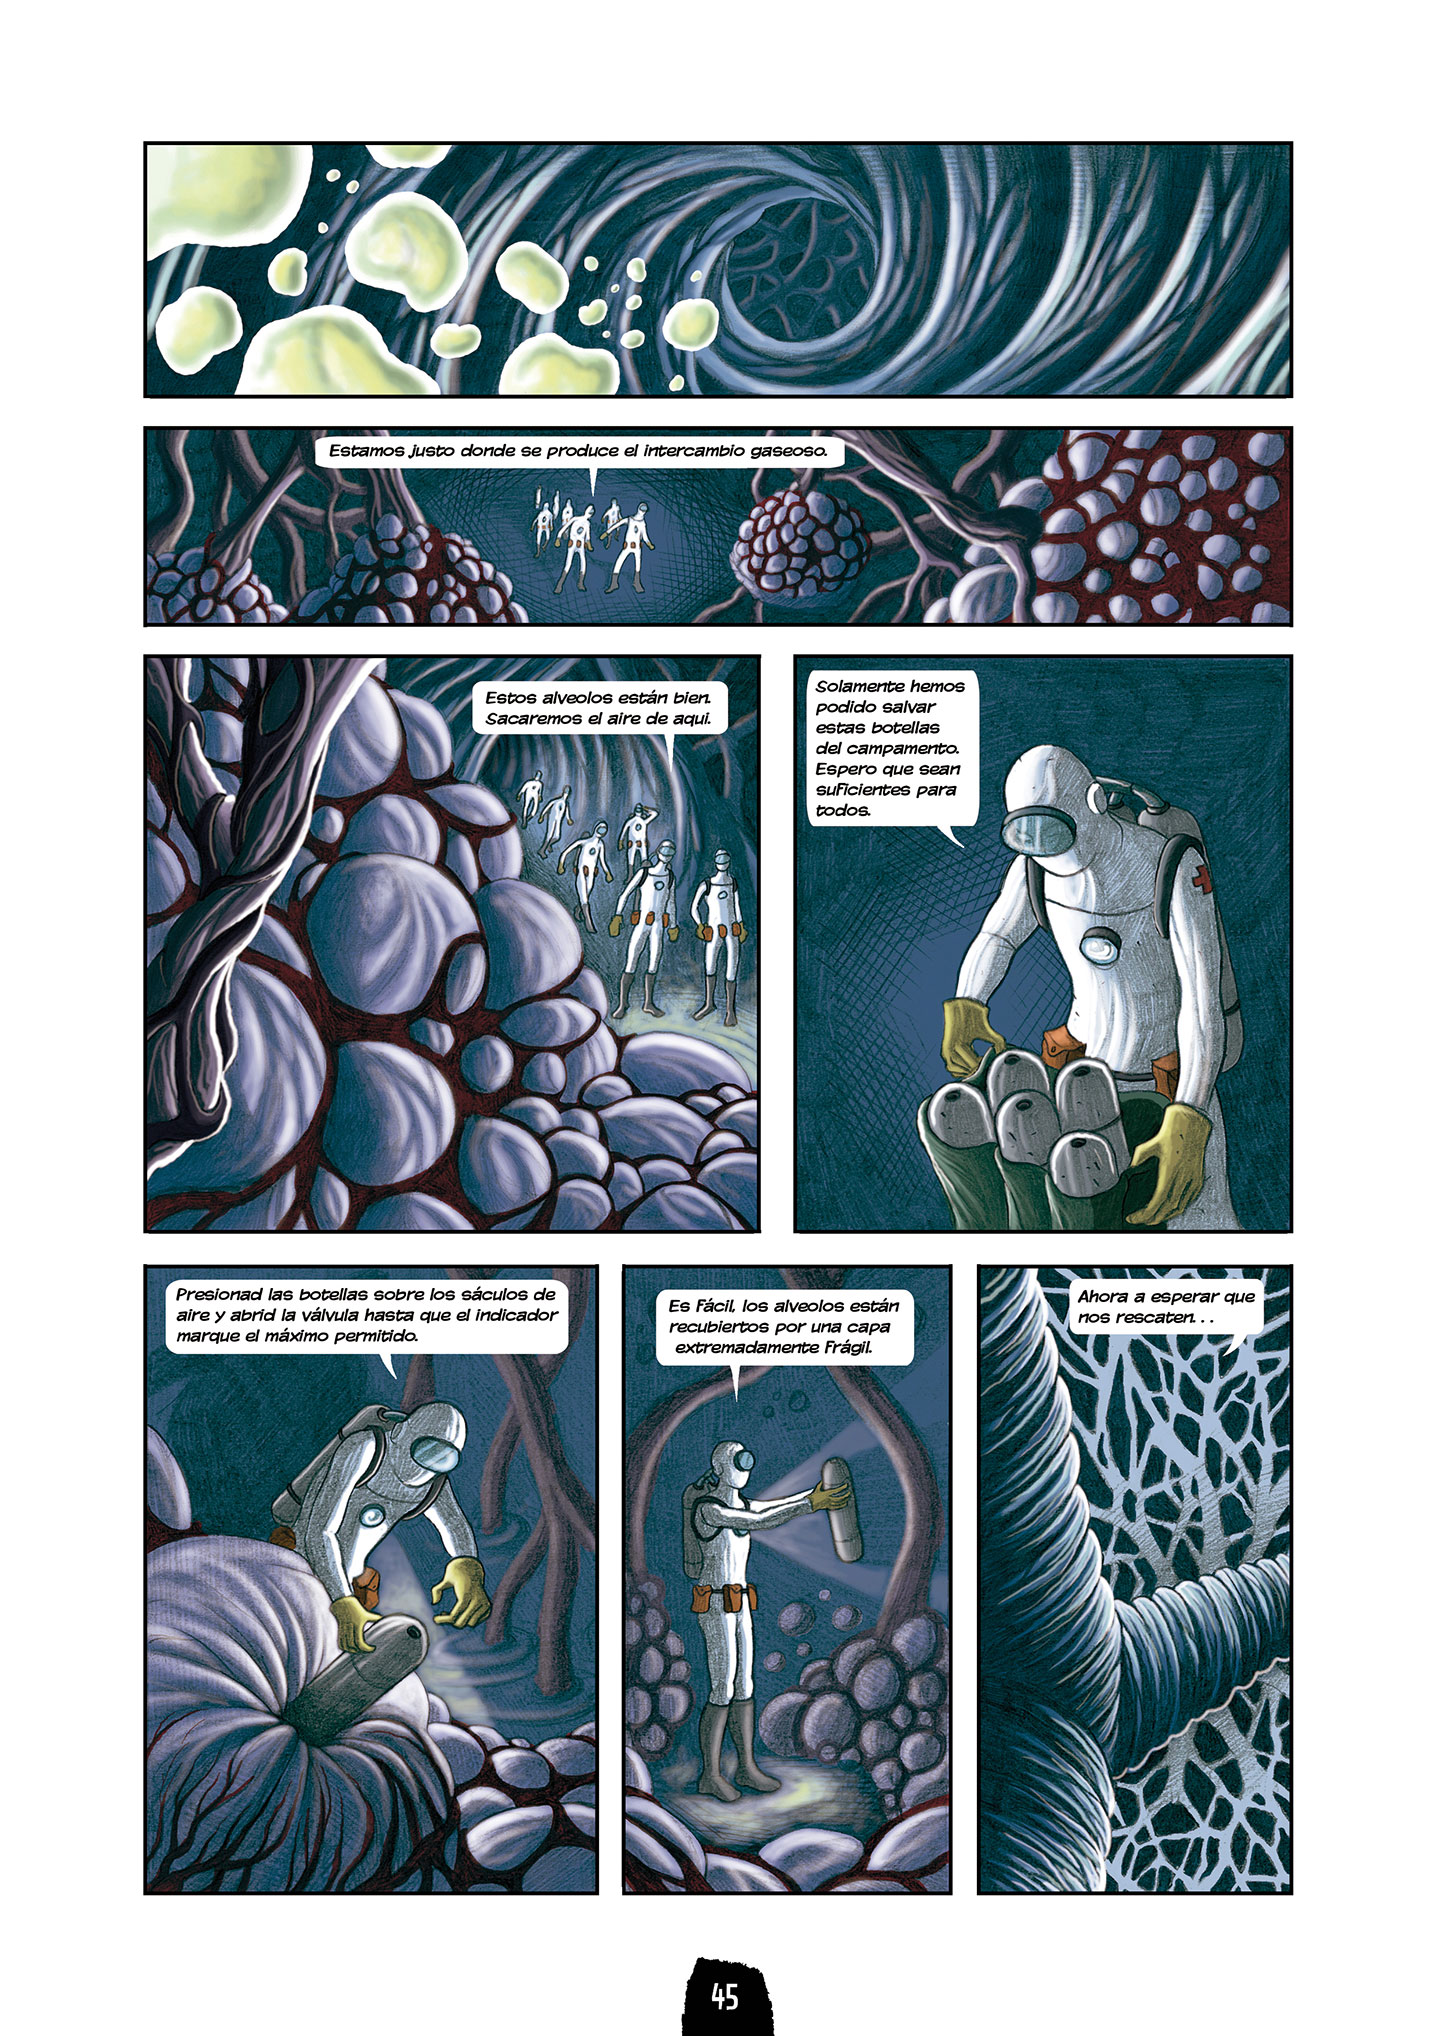 Estamos justo donde se produce el intercambio gaseoso.
Estos alveolos están bien.
Sacaremos el aire de aqui.
Solamente hemos
podido salvar
estas botellas
del campamento.
Espero que sean
suficientes para
todos.
Presionad las botellas sobre los sáculos de
aire y abrid la válvula hasta que el indicador
marque el máximo permitido.
Es Fácil, los alveolos están
recubiertos por una capa
extremadamente Frágil.
Ahora a esperar que
nos rescaten. . .
45